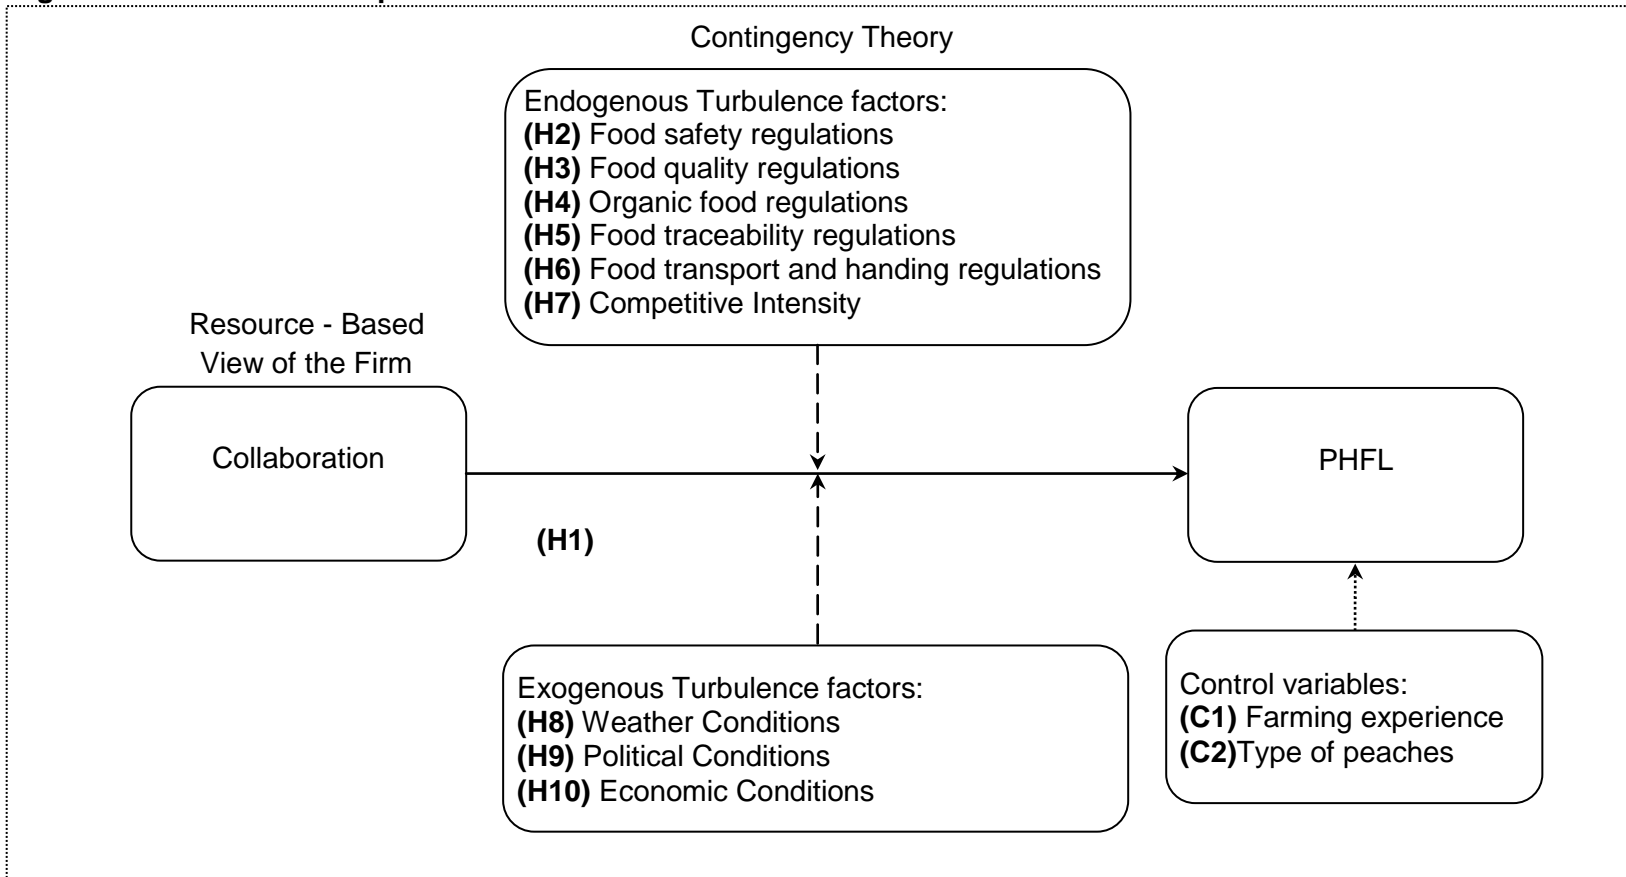 Contingency Theory
Endogenous Turbulence factors:
(H2) Food safety regulations
(H3) Food quality regulations
(H4) Organic food regulations
(H5) Food traceability regulations
(H6) Food transport and handing regulations
(H7) Competitive Intensity
Resource - Based
View of the Firm
Collaboration
PHFL
(H1)
Exogenous Turbulence factors:
(H8) Weather Conditions
(H9) Political Conditions
(H10) Economic Conditions
Control variables:
(C1) Farming experience
(C2)Type of peaches